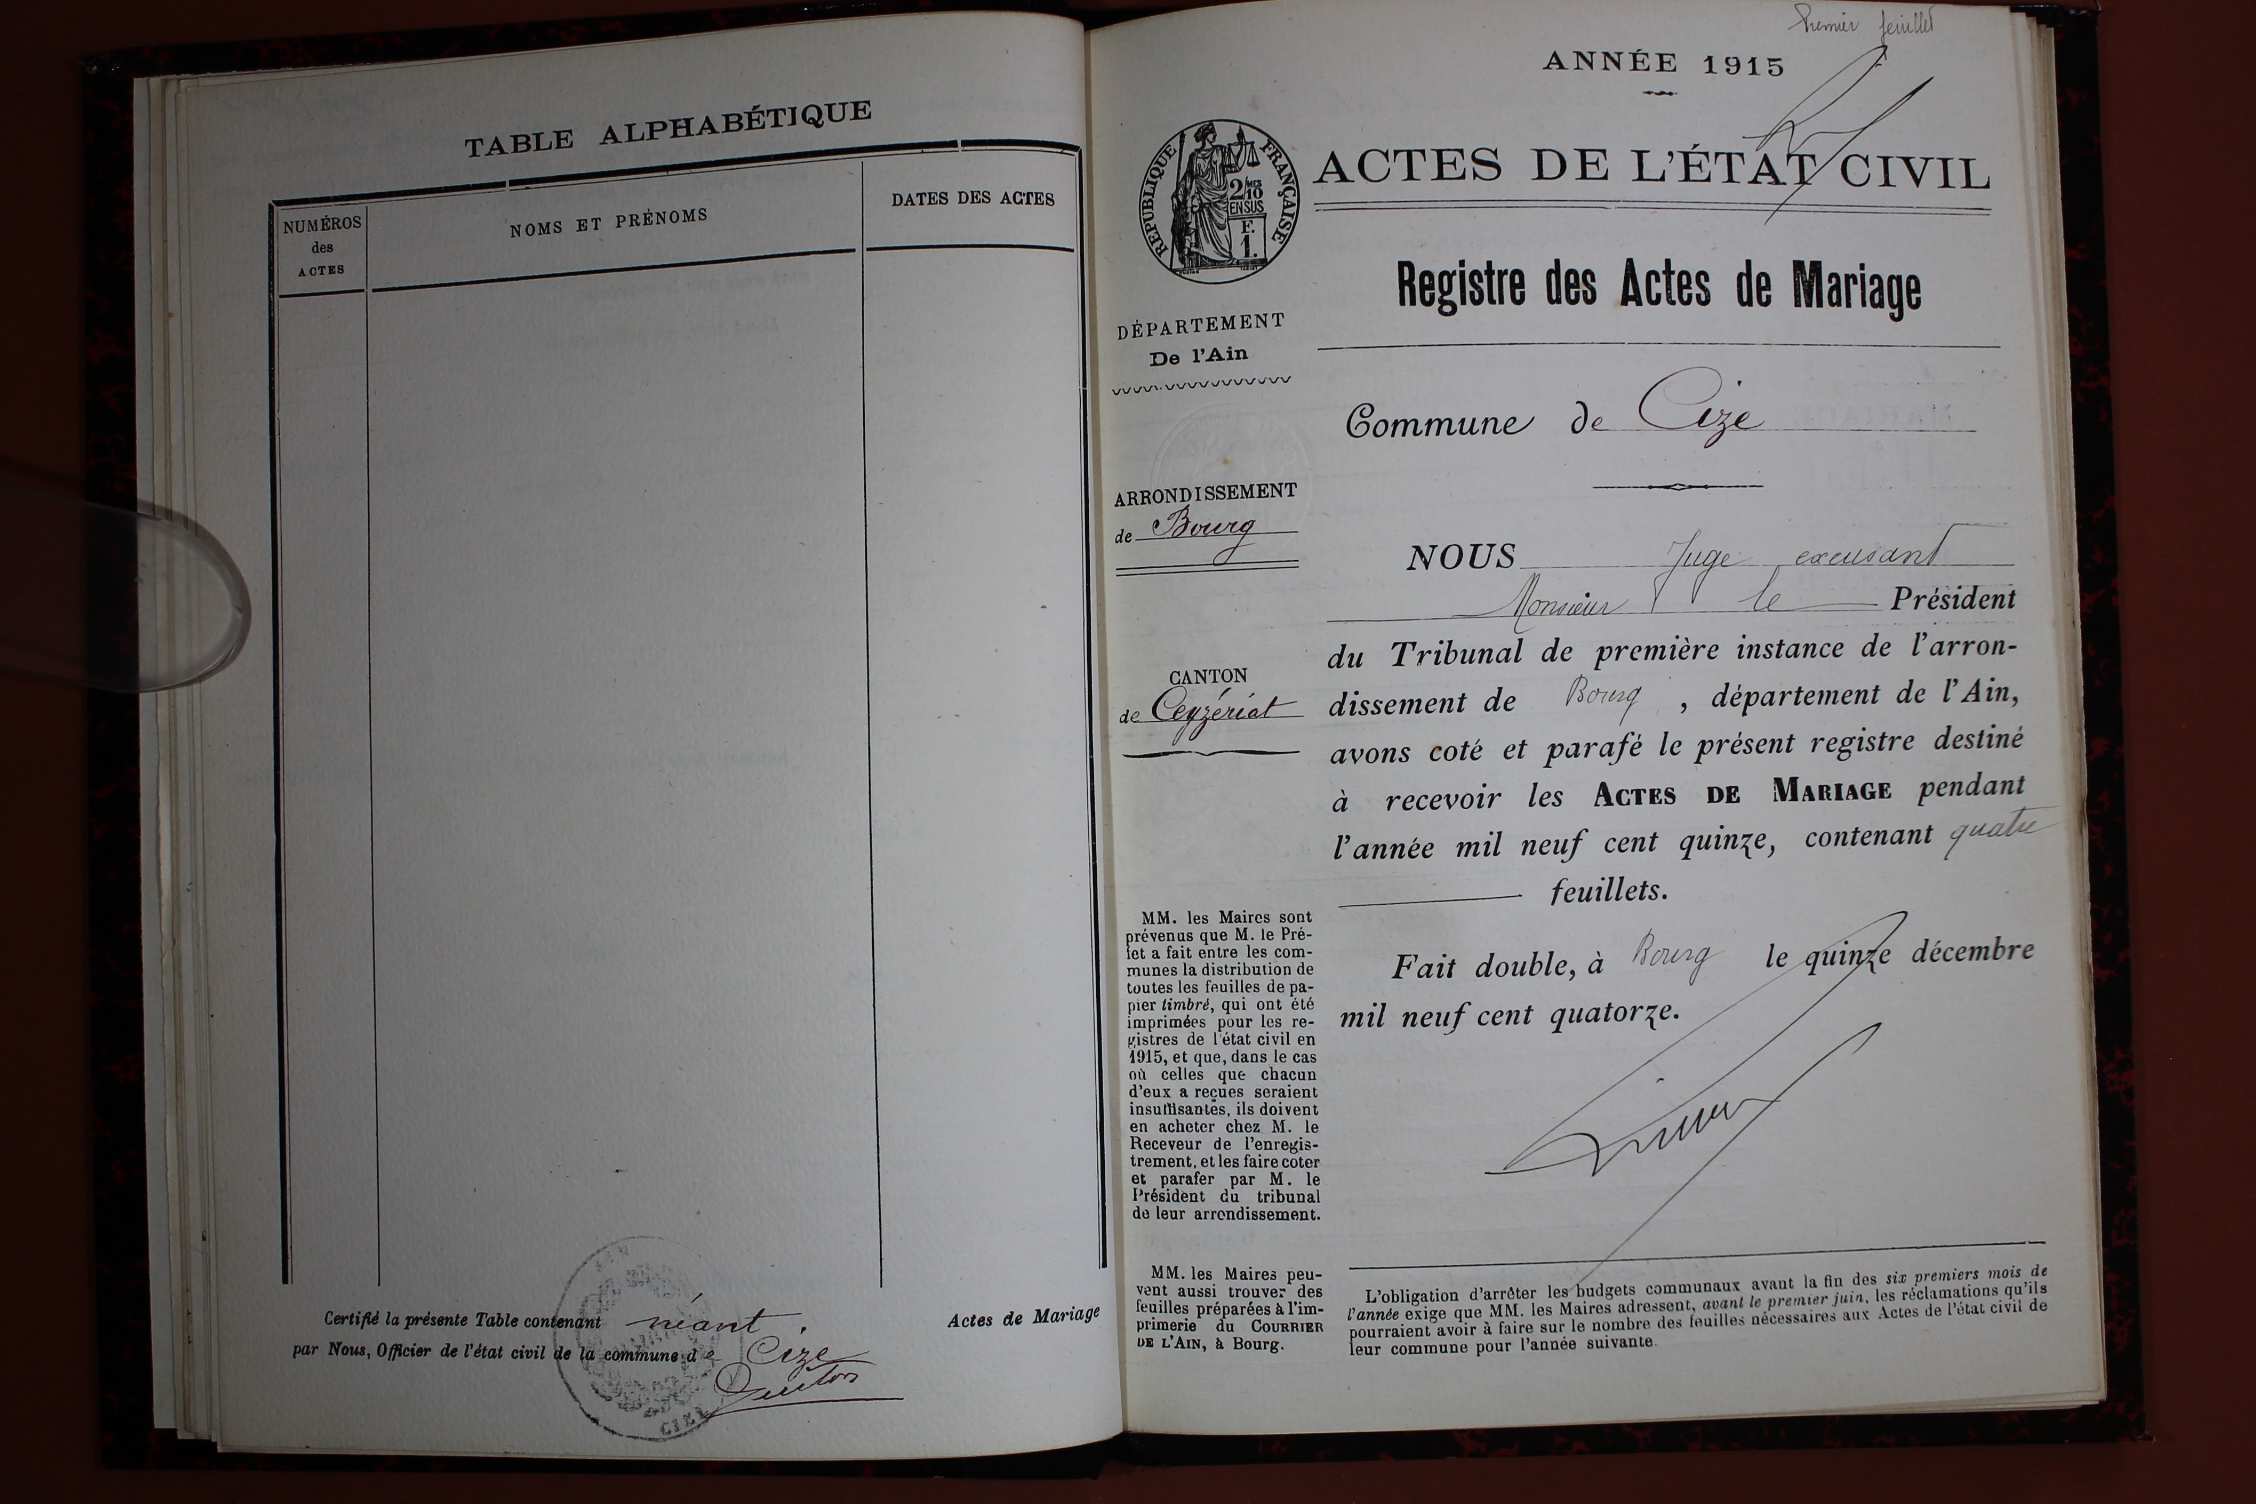 TABLE ALPHABÉTIQUE
NUMÉROS
des
ACTES
NOMS ET PRÉNOMS
DATES DES ACTES
Certifié la présente Table contenant néant. Actes de Mariage
par Nous, Officier de l'état civil de la commune de Cize
Premier feuillet
ANNÉE 1915
RÉPUBLIQUE FRANÇAISE
2/MES
10
EN SUS
F.
1.
ACTES DE L'ÉTAT CIVIL
Registre des Actes de Mariage
DÉPARTEMENT
De l'Ain
Commune de Cize
ARRONDISSEMENT
de Bourg
CANTON
de Ceyzériat
NOUS Juge excusant
Monsieur le Président
du Tribunal de première instance de l'arron-
dissement de Bourg, département de l'Ain,
avons coté et parafé le présent registre destiné
à recevoir les ACTES DE MARIAGE pendant
l'année mil neuf cent quinze, contenant quatre
feuillets.
Fait double, à Bourg le quinze décembre
mil neuf cent quatorze.
MM. les Maires sont
prévenus que M. le Pré-
fet a fait entre les com-
munes la distribution de
toutes les feuilles de pa-
pier timbré, qui ont été
imprimées pour les re-
gistres de l'état civil en
1915, et que, dans le cas
où celles que chacun
d'eux a reçues seraient
insuffisantes, ils doivent
en acheter chez M. le
Receveur de l'enregis-
trement, et les faire coter
et parafer par M. le
Président du tribunal
de leur arrondissement.
MM. les Maires peu-
vent aussi trouver des
feuilles préparées à l'im-
primerie du COURRIER
DE L'AIN, à Bourg.
L'obligation d'arrêter les budgets communaux avant la fin des six premiers mois de
l'année exige que MM. les Maires adressent, avant le premier juin, les réclamations qu'ils
pourraient avoir à faire sur le nombre des feuilles nécessaires aux Actes de l'état civil de
leur commune pour l'année suivante.